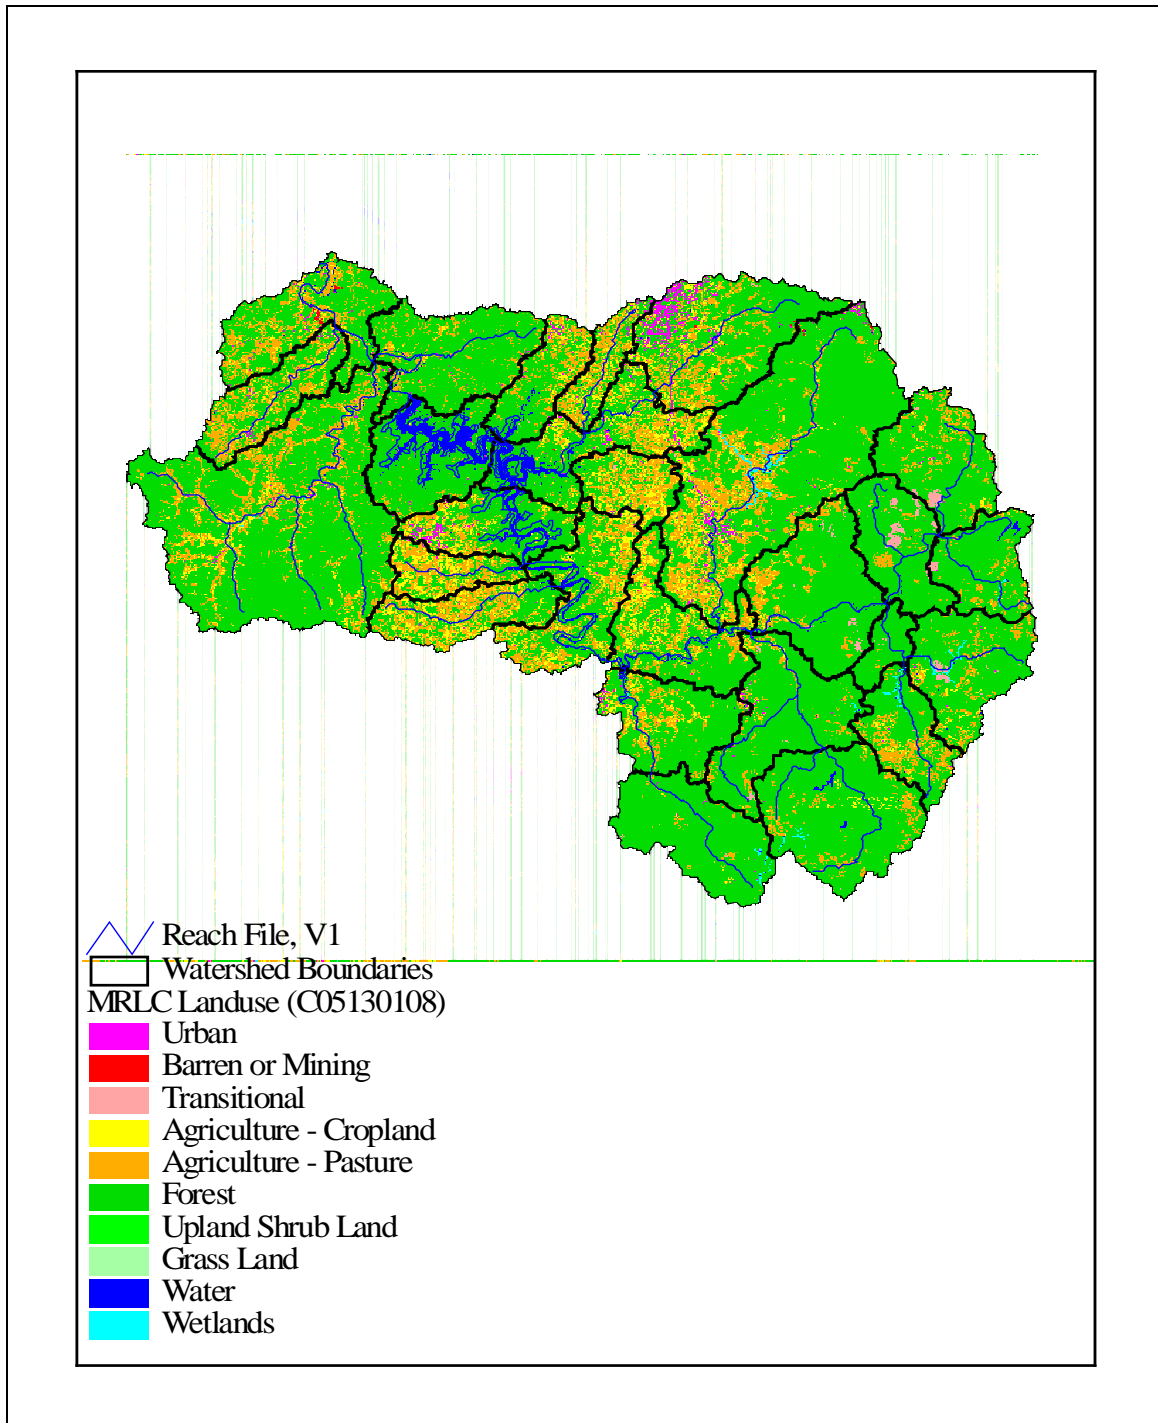 Reach File, V1
Watershed Boundaries
MRLC Landuse (C05130108)
Urban
Barren or Mining
Transitional
Agriculture - Cropland
Agriculture - Pasture
Forest
Upland Shrub Land
Grass Land
Water
Wetlands